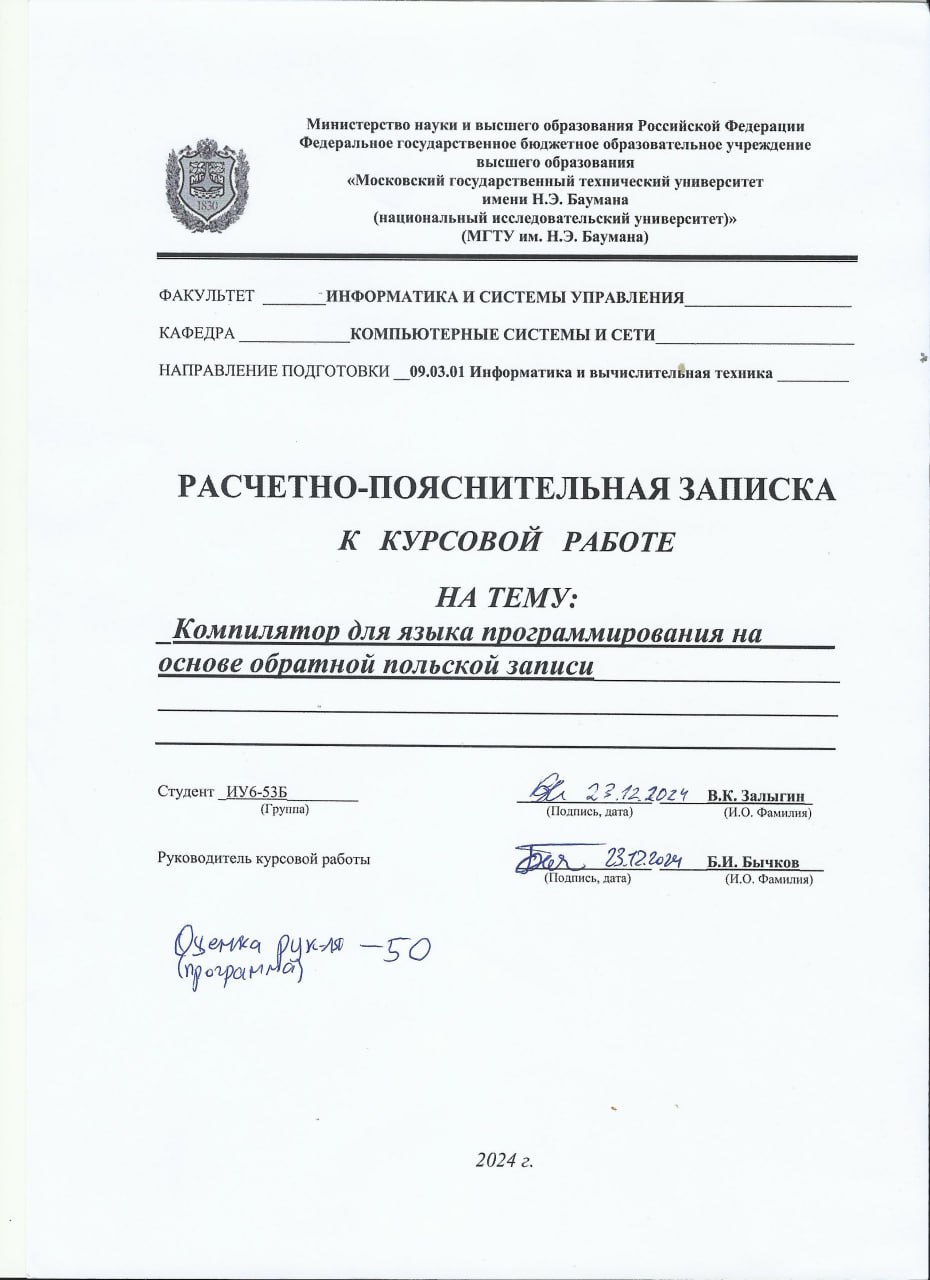 Министерство науки и высшего образования Российской Федерации
Федеральное государственное бюджетное образовательное учреждение
высшего образования
«Московский государственный технический университет
имени Н.Э. Баумана
(национальный исследовательский университет)»
(МГТУ им. Н.Э. Баумана)
1830
ФАКУЛЬТЕТ ИНФОРМАТИКА И СИСТЕМЫ УПРАВЛЕНИЯ
КАФЕДРА КОМПЬЮТЕРНЫЕ СИСТЕМЫ И СЕТИ
НАПРАВЛЕНИЕ ПОДГОТОВКИ 09.03.01 Информатика и вычислительная техника
РАСЧЕТНО-ПОЯСНИТЕЛЬНАЯ ЗАПИСКА
К КУРСОВОЙ РАБОТЕ
НА ТЕМУ:
Компилятор для языка программирования на
основе обратной польской записи
Студент ИУ6-53Б 23.12.2024 В.К. Залыгин
(Группа) (Подпись, дата) (И.О. Фамилия)
Руководитель курсовой работы 23.12.2024 Б.И. Бычков
(Подпись, дата) (И.О. Фамилия)
Оценка рук-ля – 50
(программа)
2024 г.